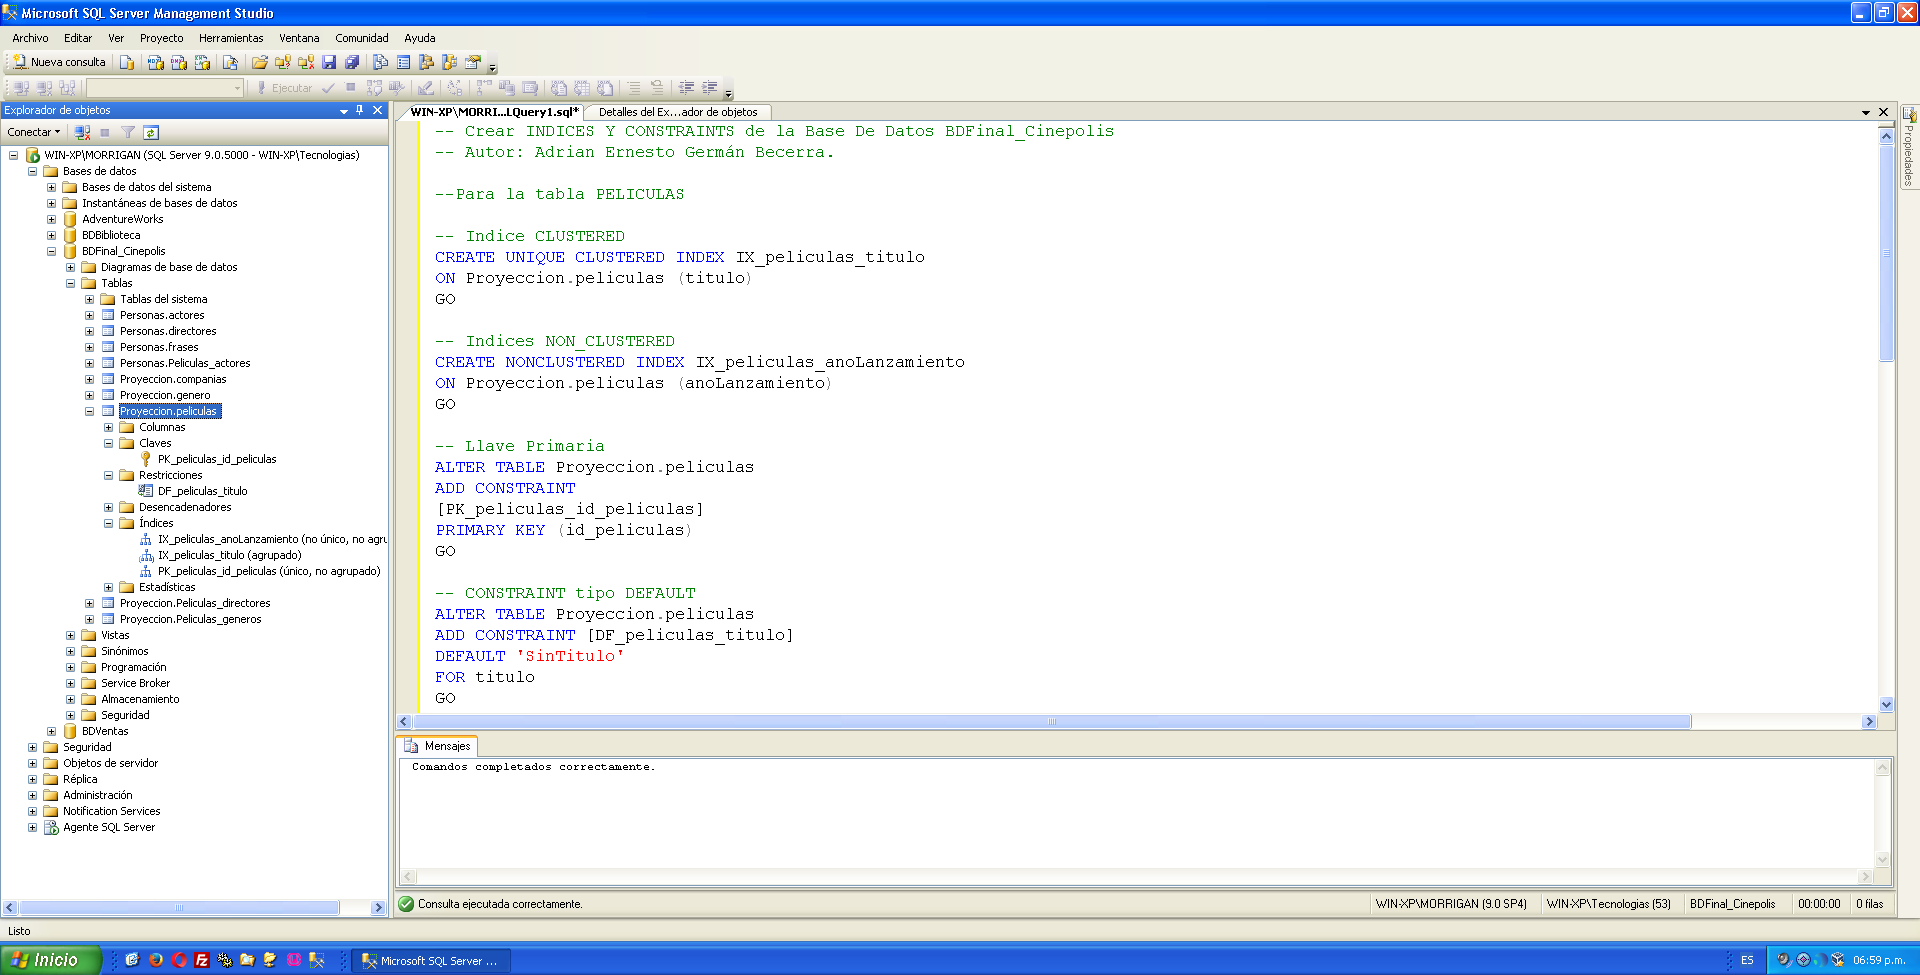 Microsoft SQL Server Management Studio
Archivo Editar Ver Proyecto Herramientas Ventana Comunidad Ayuda
Nueva consulta
Ejecutar
Explorador de objetos
Conectar
WIN-XP\MORRIGAN (SQL Server 9.0.5000 - WIN-XP\Tecnologias)
Bases de datos
Bases de datos del sistema
Instantáneas de bases de datos
AdventureWorks
BDBiblioteca
BDFinal_Cinepolis
Diagramas de base de datos
Tablas
Tablas del sistema
Personas.actores
Personas.directores
Personas.frases
Personas.Peliculas_actores
Proyeccion.companias
Proyeccion.genero
Proyeccion.peliculas
Columnas
Claves
PK_peliculas_id_peliculas
Restricciones
DF_peliculas_titulo
Desencadenadores
Índices
IX_peliculas_anoLanzamiento (no único, no agru
IX_peliculas_titulo (agrupado)
PK_peliculas_id_peliculas (único, no agrupado)
Estadísticas
Proyeccion.Peliculas_directores
Proyeccion.Peliculas_generos
Vistas
Sinónimos
Programación
Service Broker
Almacenamiento
Seguridad
BDVentas
Seguridad
Objetos de servidor
Réplica
Administración
Notification Services
Agente SQL Server
WIN-XP\MORRI...LQuery1.sql* Detalles del Ex...ador de objetos
-- Crear INDICES Y CONSTRAINTS de la Base De Datos BDFinal_Cinepolis
-- Autor: Adrian Ernesto Germán Becerra.
--Para la tabla PELICULAS
-- Indice CLUSTERED
CREATE UNIQUE CLUSTERED INDEX IX_peliculas_titulo
ON Proyeccion.peliculas (titulo)
GO
-- Indices NON_CLUSTERED
CREATE NONCLUSTERED INDEX IX_peliculas_anoLanzamiento
ON Proyeccion.peliculas (anoLanzamiento)
GO
-- Llave Primaria
ALTER TABLE Proyeccion.peliculas
ADD CONSTRAINT
[PK_peliculas_id_peliculas]
PRIMARY KEY (id_peliculas)
GO
-- CONSTRAINT tipo DEFAULT
ALTER TABLE Proyeccion.peliculas
ADD CONSTRAINT [DF_peliculas_titulo]
DEFAULT 'SinTitulo'
FOR titulo
GO
Propiedades
Mensajes
Comandos completados correctamente.
Consulta ejecutada correctamente. WIN-XP\MORRIGAN (9.0 SP4) WIN-XP\Tecnologias (53) BDFinal_Cinepolis 00:00:00 0 filas
Listo
Inicio Microsoft SQL Server ... ES 06:59 p.m.